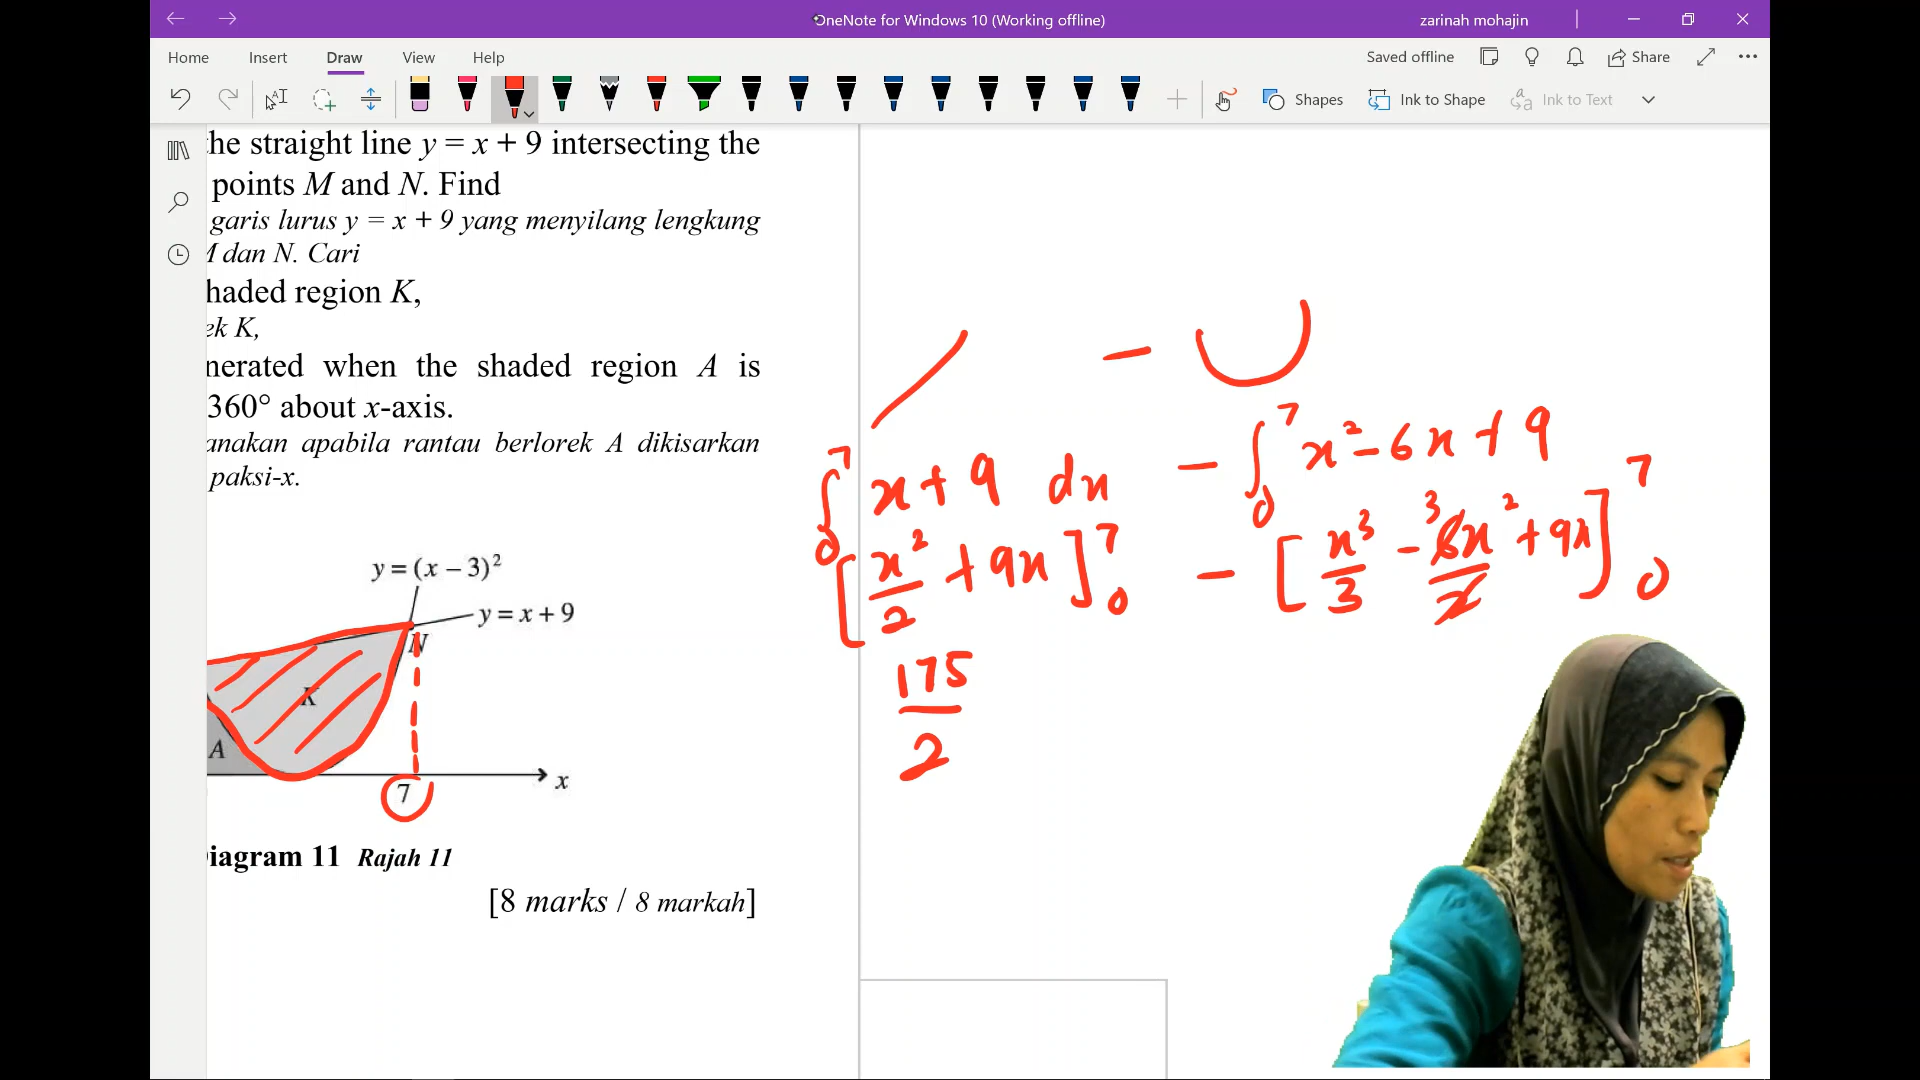 OneNote for Windows 10 (Working offline)
zarinah mohajin
Home Insert Draw View Help
Saved offline
Share
Shapes
Ink to Shape
Ink to Text
the straight line y = x + 9 intersecting the
points M and N. Find
garis lurus y = x + 9 yang menyilang lengkung
M dan N. Cari
haded region K,
ek K,
nerated when the shaded region A is
360° about x-axis.
anakan apabila rantau berlorek A dikisarkan
paksi-x.
y = (x – 3)²
y = x + 9
N
K
A
x
7
iagram 11 Rajah 11
[8 marks / 8 markah]
∫₀⁷ x + 9 dx – ∫₀⁷ x² – 6x + 9
[x²/2 + 9x]₀⁷ – [x³/3 – 3 6x²/2 + 9x]₀⁷
175/2